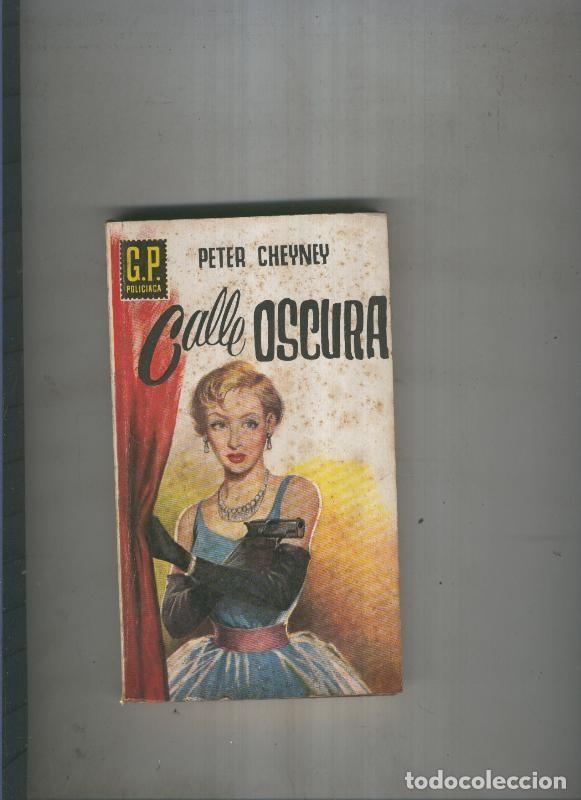 G.P.
POLICIACA
PETER CHEYNEY
Calle OSCURA
todocoleccion